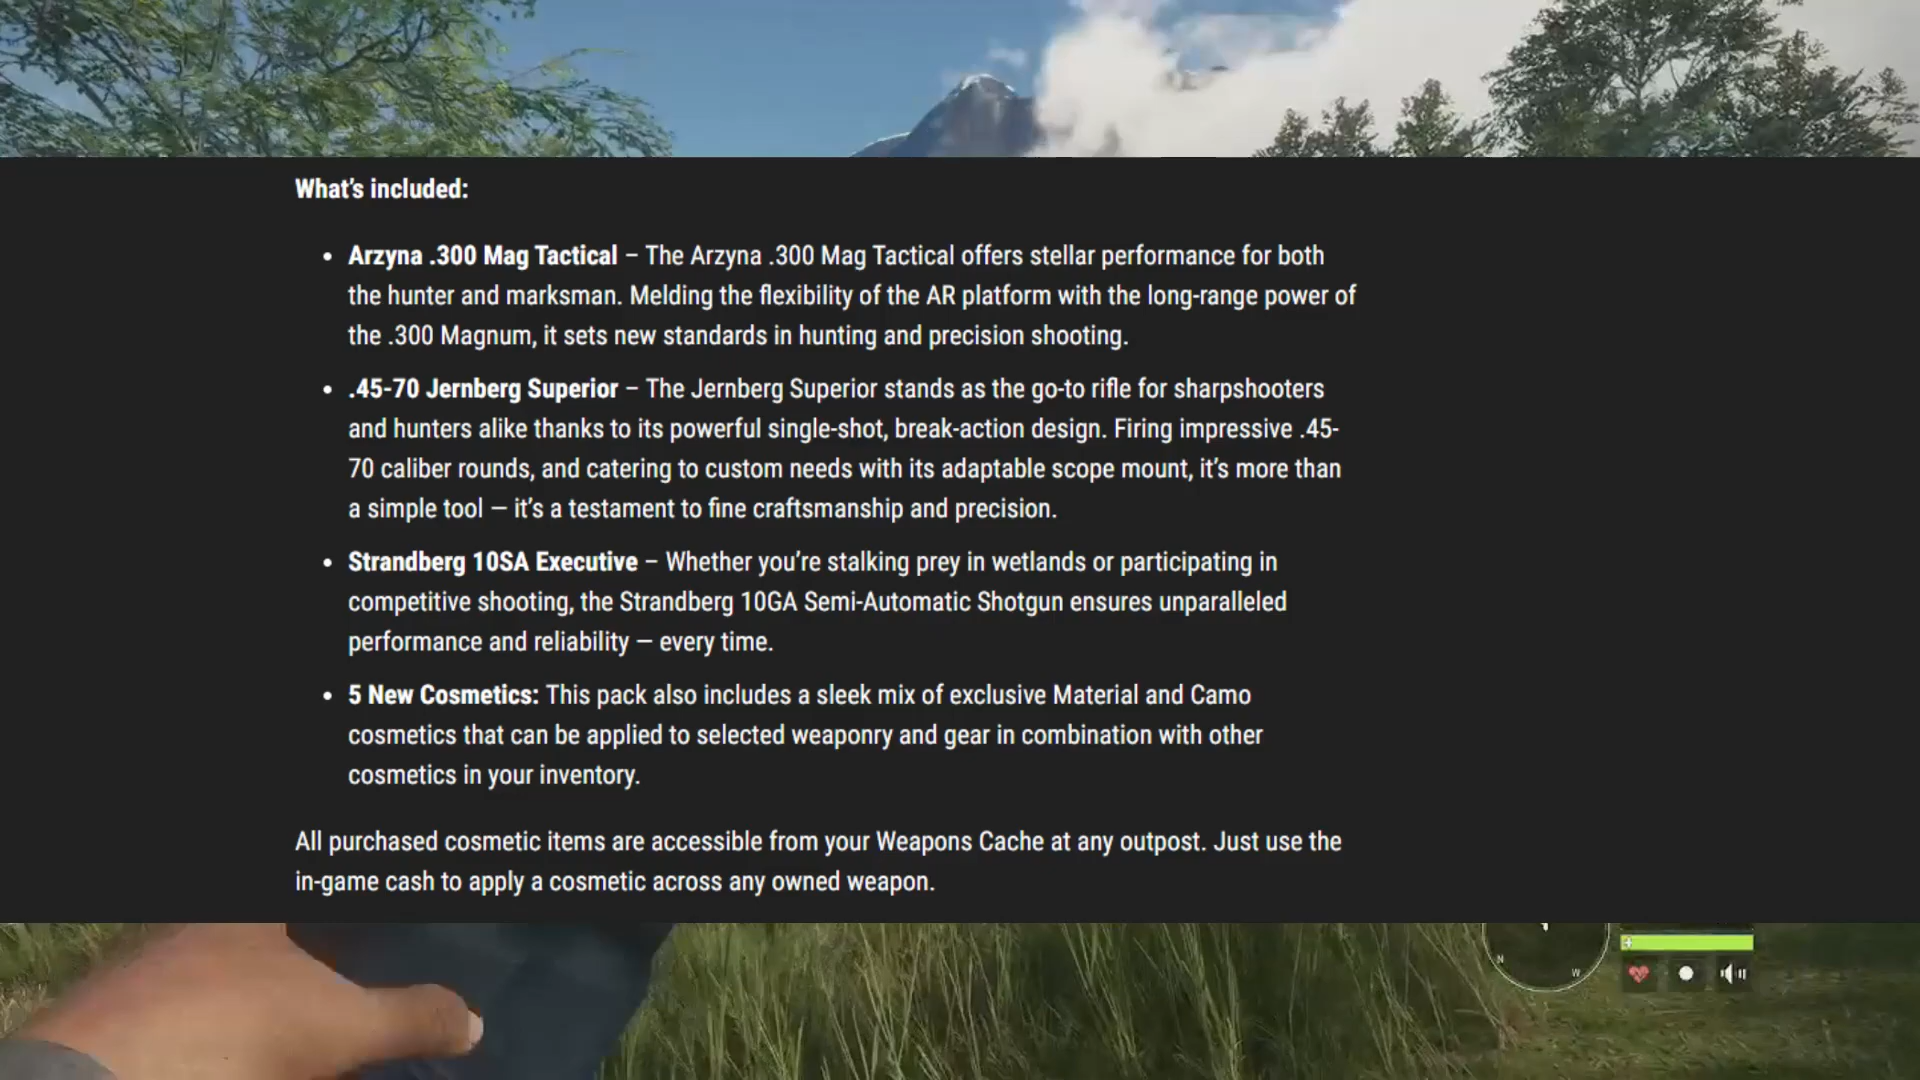 What's included:
• Arzyna .300 Mag Tactical – The Arzyna .300 Mag Tactical offers stellar performance for both
the hunter and marksman. Melding the flexibility of the AR platform with the long-range power of
the .300 Magnum, it sets new standards in hunting and precision shooting.
• .45-70 Jernberg Superior – The Jernberg Superior stands as the go-to rifle for sharpshooters
and hunters alike thanks to its powerful single-shot, break-action design. Firing impressive .45-
70 caliber rounds, and catering to custom needs with its adaptable scope mount, it's more than
a simple tool — it's a testament to fine craftsmanship and precision.
• Strandberg 10SA Executive – Whether you're stalking prey in wetlands or participating in
competitive shooting, the Strandberg 10GA Semi-Automatic Shotgun ensures unparalleled
performance and reliability — every time.
• 5 New Cosmetics: This pack also includes a sleek mix of exclusive Material and Camo
cosmetics that can be applied to selected weaponry and gear in combination with other
cosmetics in your inventory.
All purchased cosmetic items are accessible from your Weapons Cache at any outpost. Just use the
in-game cash to apply a cosmetic across any owned weapon.
N
W